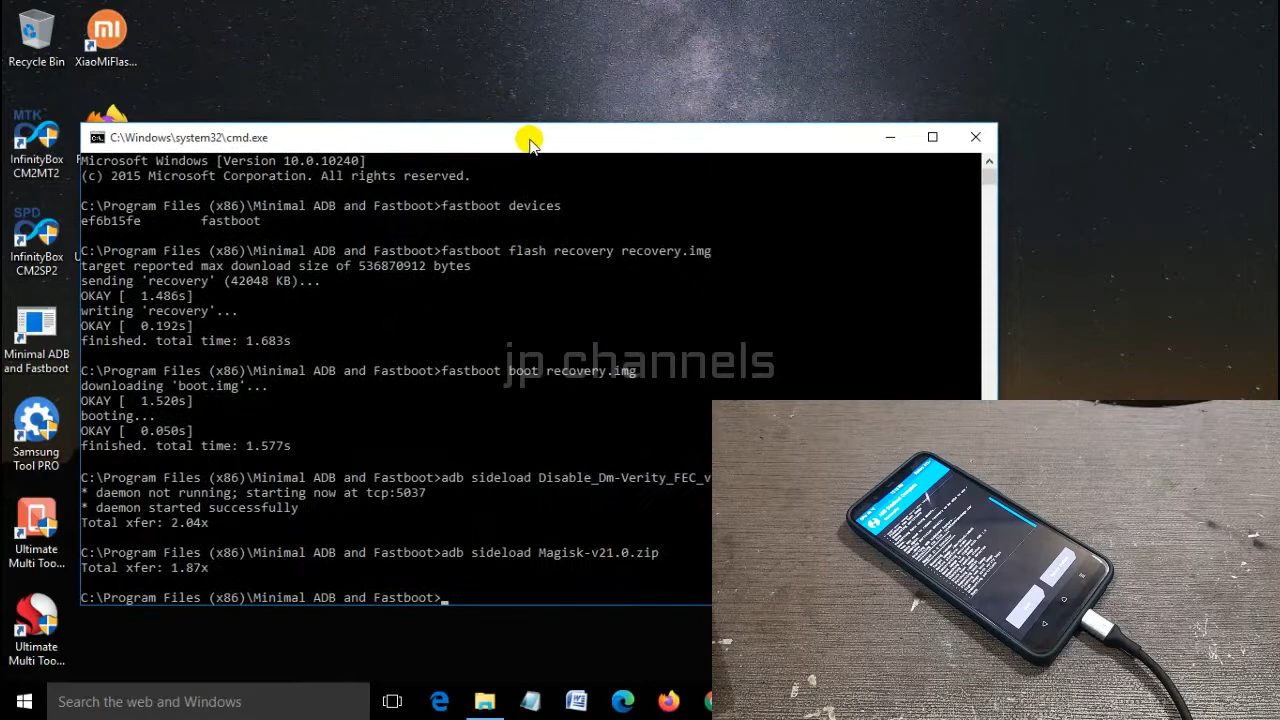 Recycle Bin
XiaoMiFlas...
MTK
InfinityBox
CM2MT2
SPD
InfinityBox
CM2SP2
Minimal ADB
and Fastboot
Samsung
Tool PRO
Ultimate
Multi Too...
Ultimate
Multi Too...
C:\Windows\system32\cmd.exe
Microsoft Windows [Version 10.0.10240]
(c) 2015 Microsoft Corporation. All rights reserved.
C:\Program Files (x86)\Minimal ADB and Fastboot>fastboot devices
ef6b15fe fastboot
C:\Program Files (x86)\Minimal ADB and Fastboot>fastboot flash recovery recovery.img
target reported max download size of 536870912 bytes
sending 'recovery' (42048 KB)...
OKAY [ 1.486s]
writing 'recovery'...
OKAY [ 0.192s]
finished. total time: 1.683s
C:\Program Files (x86)\Minimal ADB and Fastboot>fastboot boot recovery.img
downloading 'boot.img'...
OKAY [ 1.520s]
booting...
OKAY [ 0.050s]
finished. total time: 1.577s
C:\Program Files (x86)\Minimal ADB and Fastboot>adb sideload Disable_Dm-Verity_FEC_v
* daemon not running; starting now at tcp:5037
* daemon started successfully
Total xfer: 2.04x
C:\Program Files (x86)\Minimal ADB and Fastboot>adb sideload Magisk-v21.0.zip
Total xfer: 1.87x
C:\Program Files (x86)\Minimal ADB and Fastboot>_
jp channels
Search the web and Windows